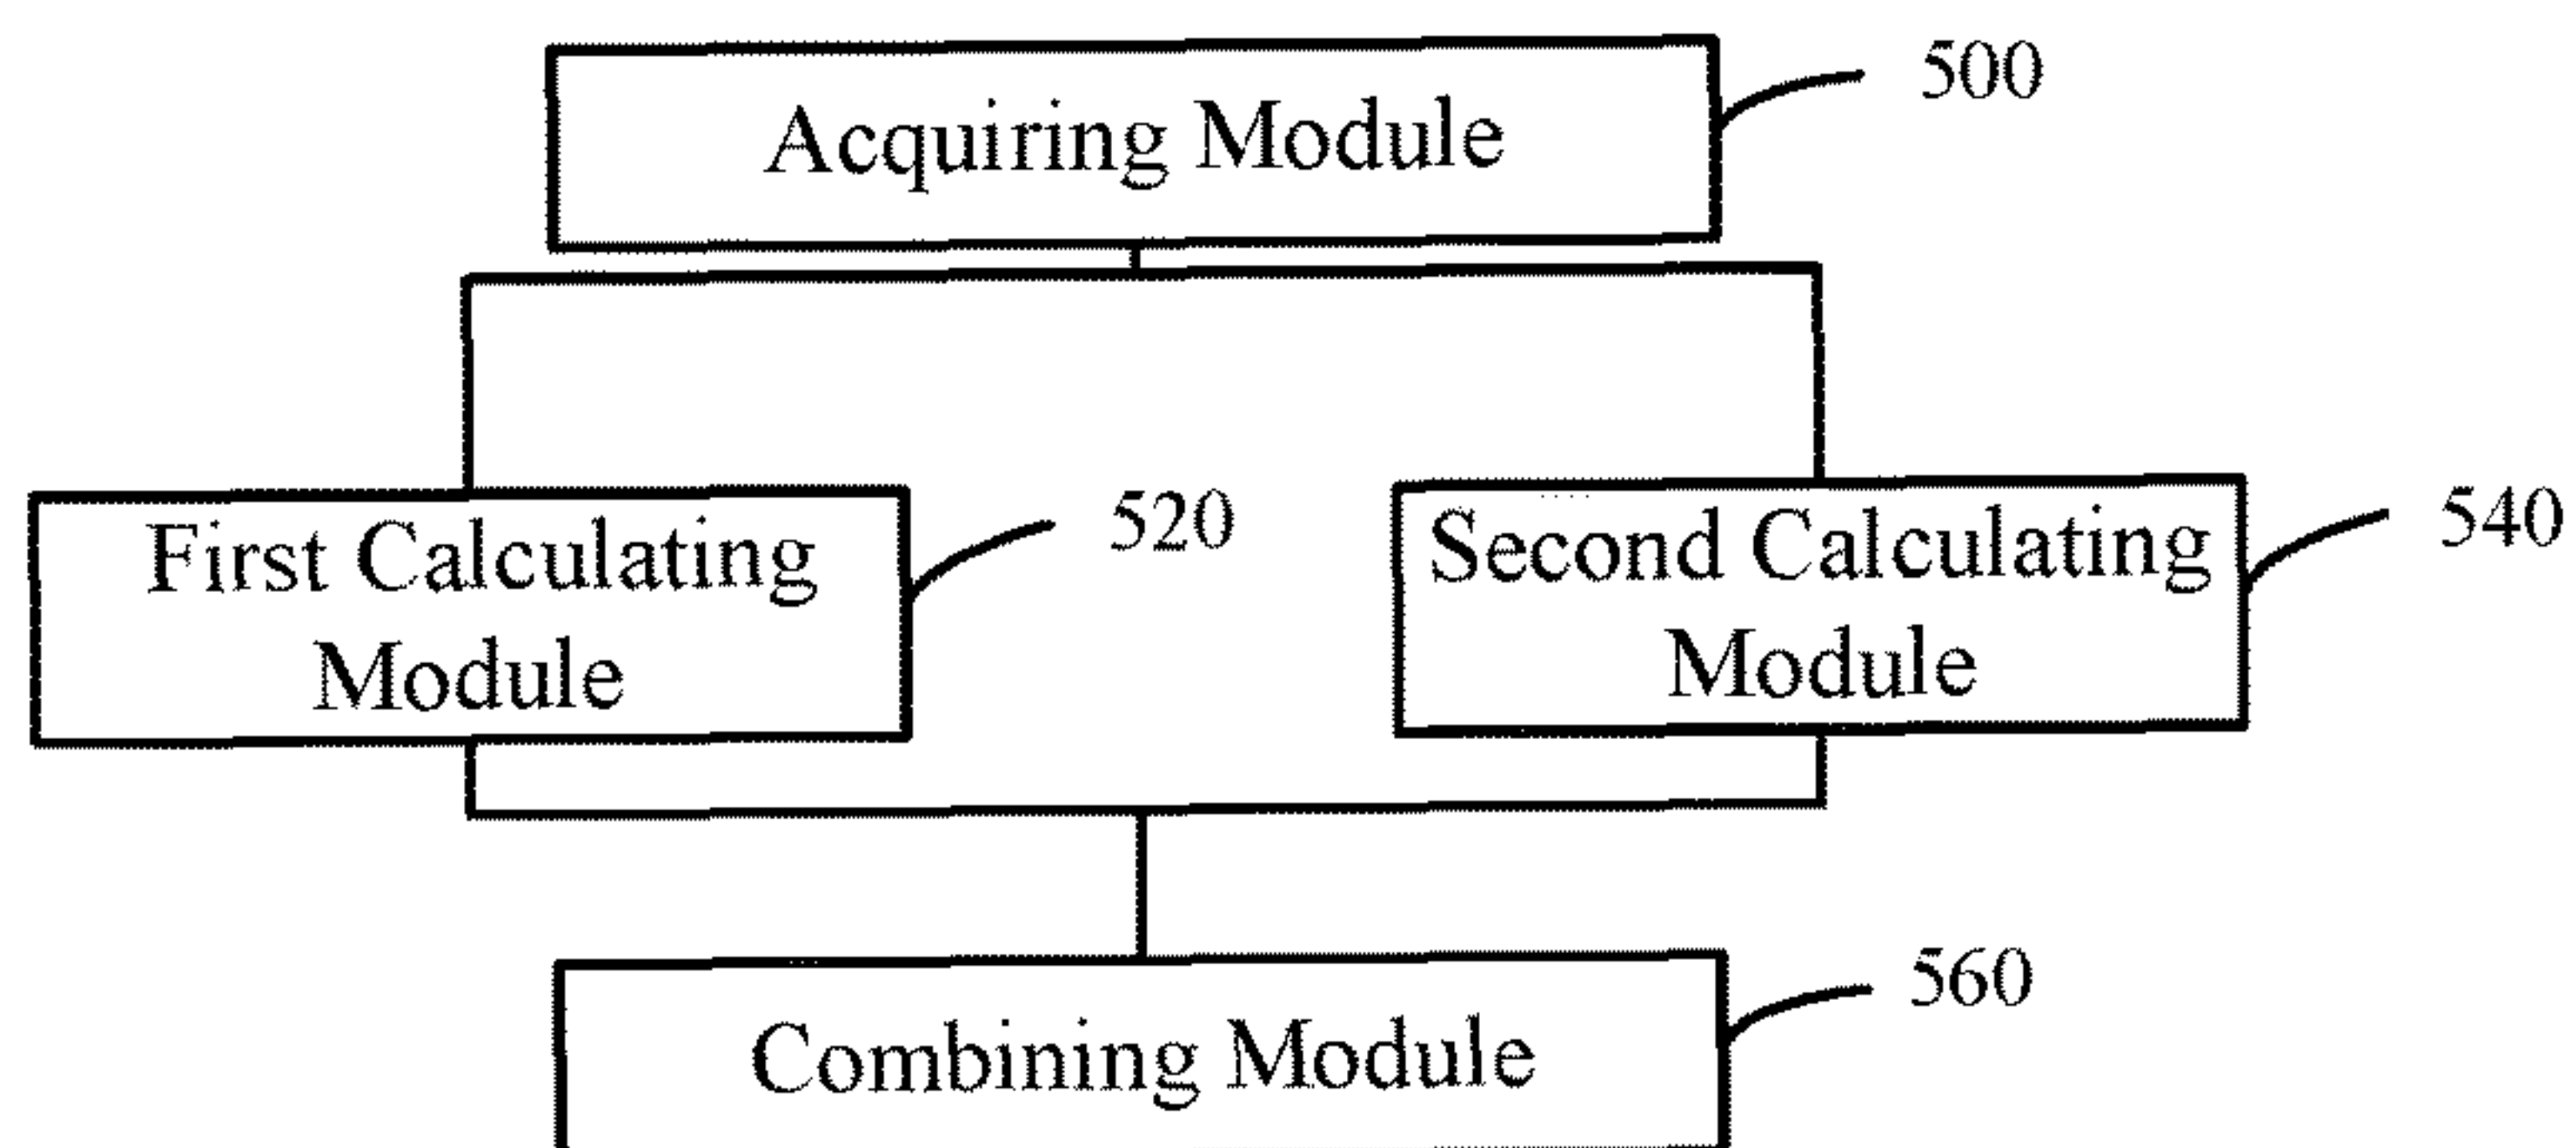 Acquiring Module
500
First Calculating
Module
520
Second Calculating
Module
540
Combining Module
560